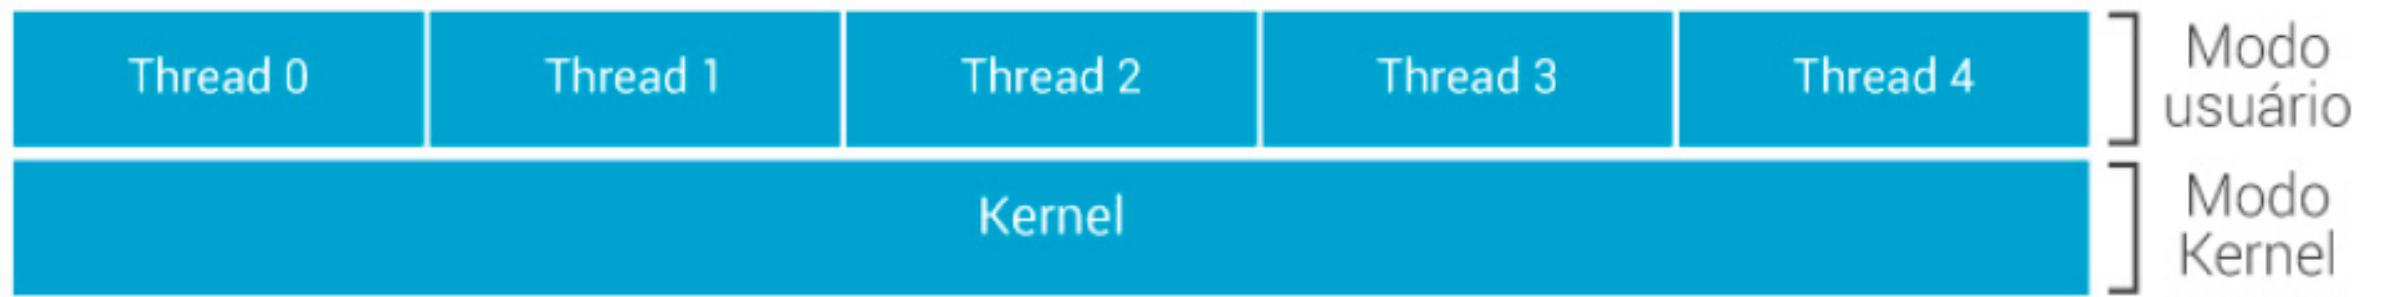 Thread 0
Thread 1
Thread 2
Thread 3
Thread 4
Modo
usuário
Kernel
Modo
Kernel